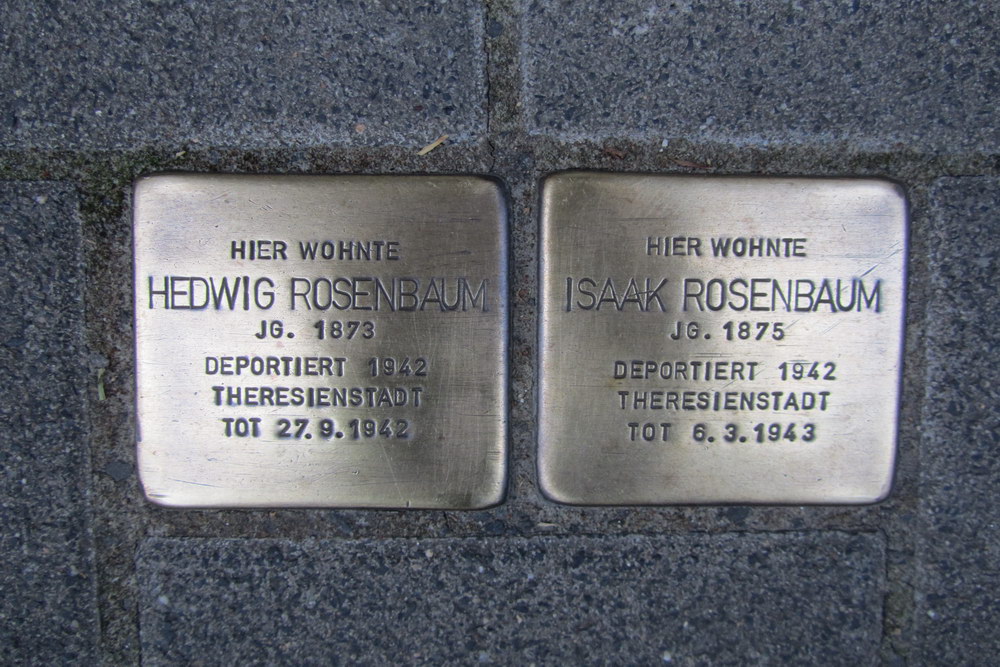 HIER WOHNTE
HEDWIG ROSENBAUM
JG. 1873
DEPORTIERT 1942
THERESIENSTADT
TOT 27.9.1942
HIER WOHNTE
ISAAK ROSENBAUM
JG. 1875
DEPORTIERT 1942
THERESIENSTADT
TOT 6.3.1943